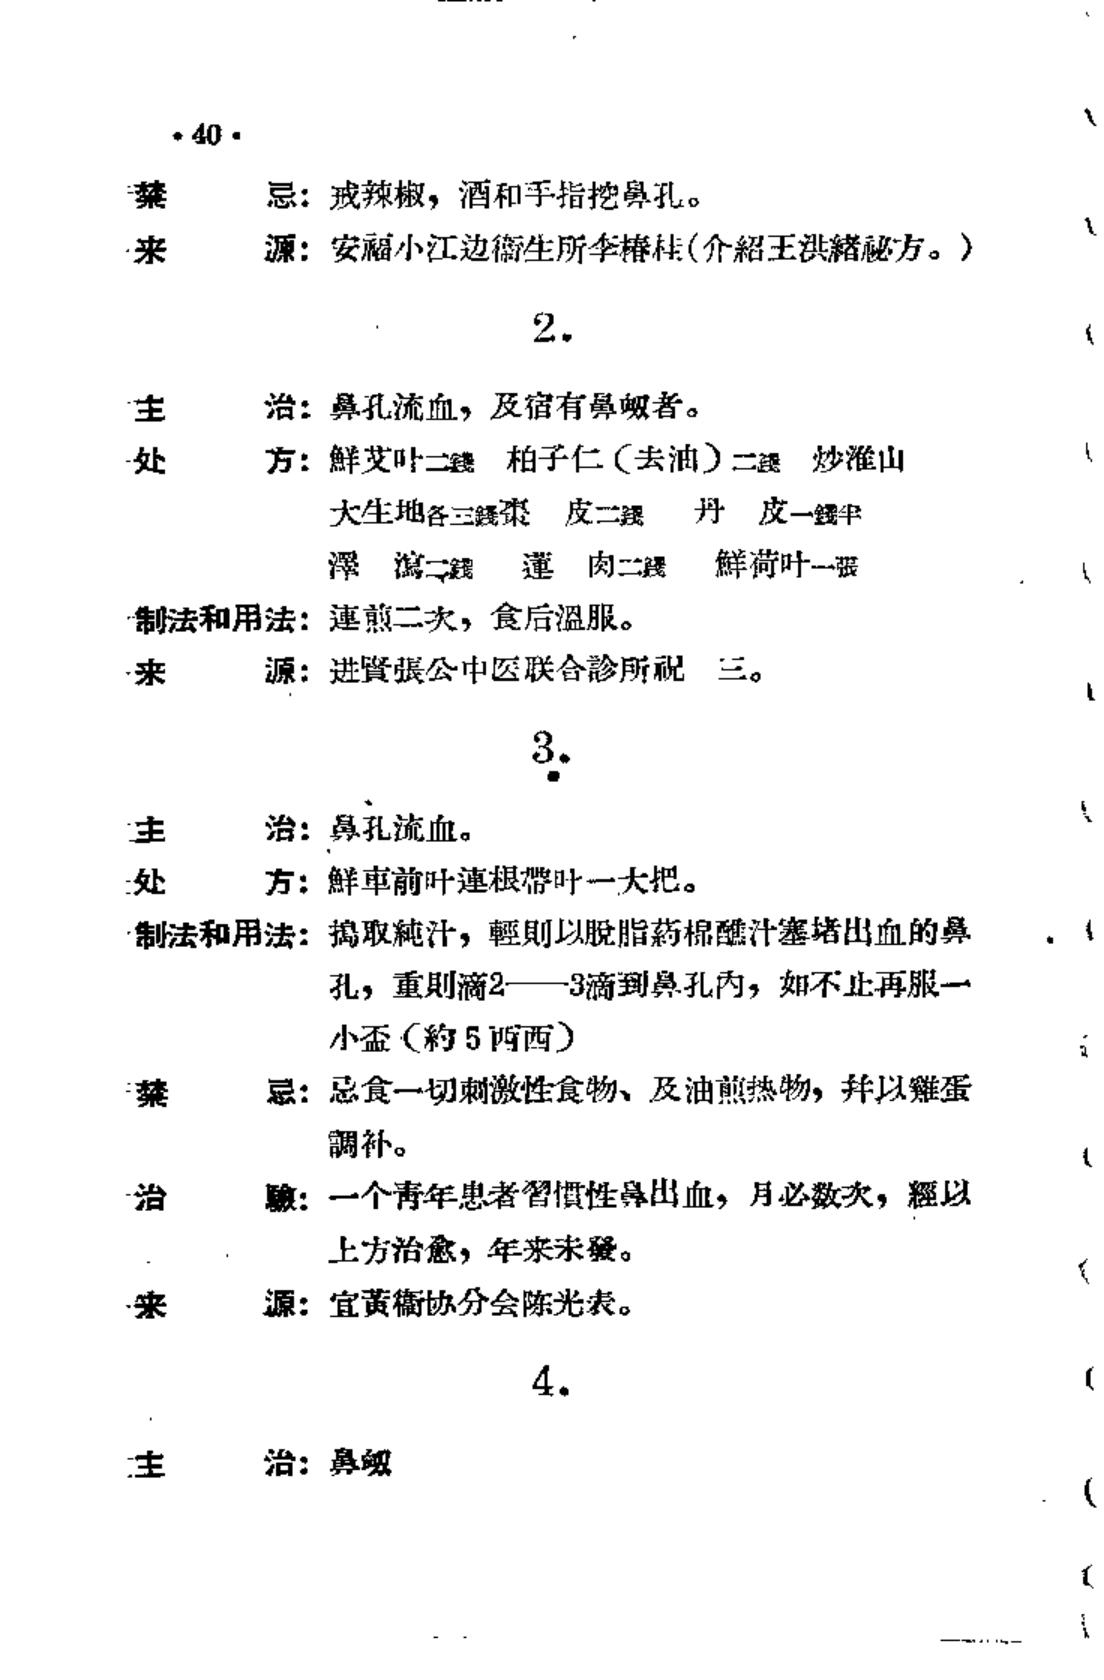 • 40 •
禁　　忌：戒辣椒，酒和手指挖鼻孔。
来　　源：安福小江边衞生所李椿桂(介紹王洪緒祕方。)
2.
主　　治：鼻孔流血，及宿有鼻衂者。
处　　方：鮮艾叶二錢　柏子仁(去油)二錢　炒淮山
大生地各三錢棗　皮二錢　丹　皮一錢半
澤　瀉二錢　蓮　肉二錢　鮮荷叶一張
制法和用法：連煎二次，食后溫服。
来　　源：进賢張公中医联合診所祝　三。
3.
主　　治：鼻孔流血。
处　　方：鮮車前叶連根帶叶一大把。
制法和用法：搗取純汁，輕則以脫脂葯棉醮汁塞堵出血的鼻
孔，重則滴2——3滴到鼻孔內，如不止再服一
小盃(約5西西)
禁　　忌：忌食一切刺激性食物、及油煎热物，幷以雞蛋
調补。
治　　驗：一个靑年患者習慣性鼻出血，月必数次，經以
上方治愈，年来未發。
来　　源：宜黃衞协分会陈光表。
4.
主　　治：鼻衂